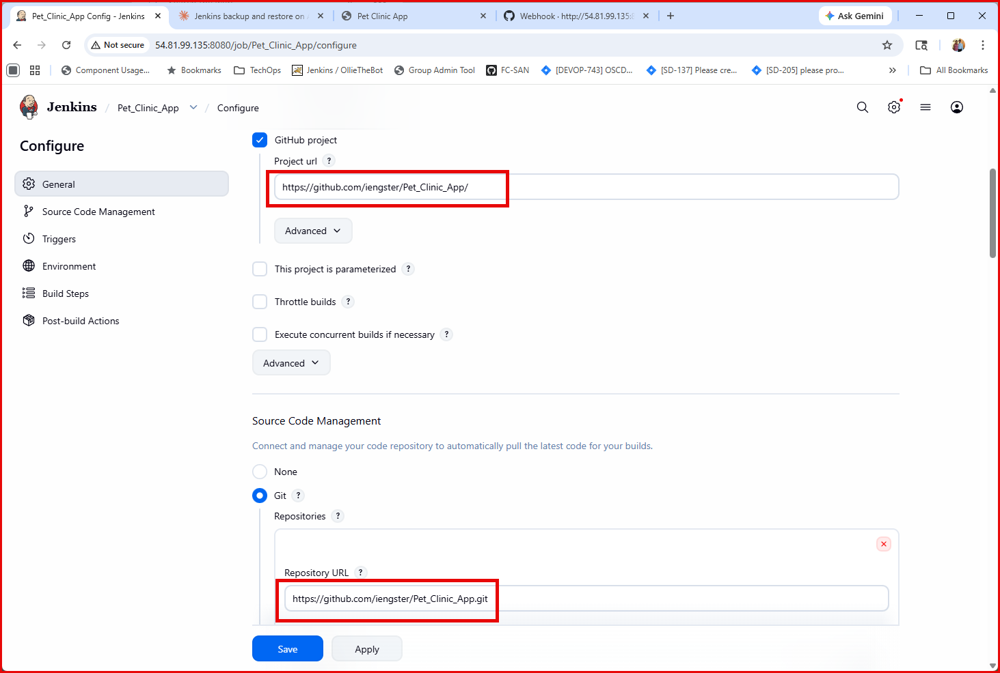 Pet_Clinic_App Config - Jenkins
Jenkins backup and restore on
Pet Clinic App
Webhook · http://54.81.99.135:8
Ask Gemini
Not secure
54.81.99.135:8080/job/Pet_Clinic_App/configure
Component Usage...
Bookmarks
TechOps
Jenkins / OllieTheBot
Group Admin Tool
FC-SAN
[DEVOP-743] OSCD...
[SD-137] Please cre...
[SD-205] please pro...
»
All Bookmarks
Jenkins / Pet_Clinic_App / Configure
Configure
General
Source Code Management
Triggers
Environment
Build Steps
Post-build Actions
GitHub project
Project url ?
https://github.com/iengster/Pet_Clinic_App/
Advanced
This project is parameterized ?
Throttle builds ?
Execute concurrent builds if necessary ?
Advanced
Source Code Management
Connect and manage your code repository to automatically pull the latest code for your builds.
None
Git ?
Repositories ?
Repository URL ?
https://github.com/iengster/Pet_Clinic_App.git
Save
Apply